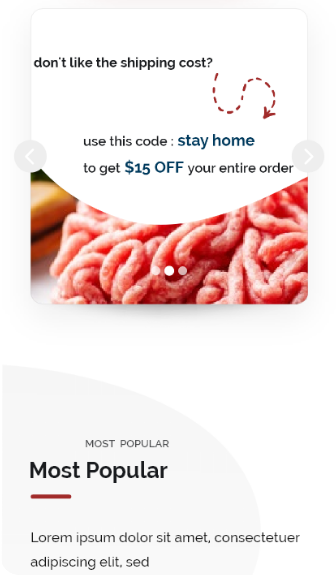 don't like the shipping cost?
use this code : stay home
to get $15 OFF your entire order
MOST POPULAR
Most Popular
Lorem ipsum dolor sit amet, consectetuer
adipiscing elit, sed